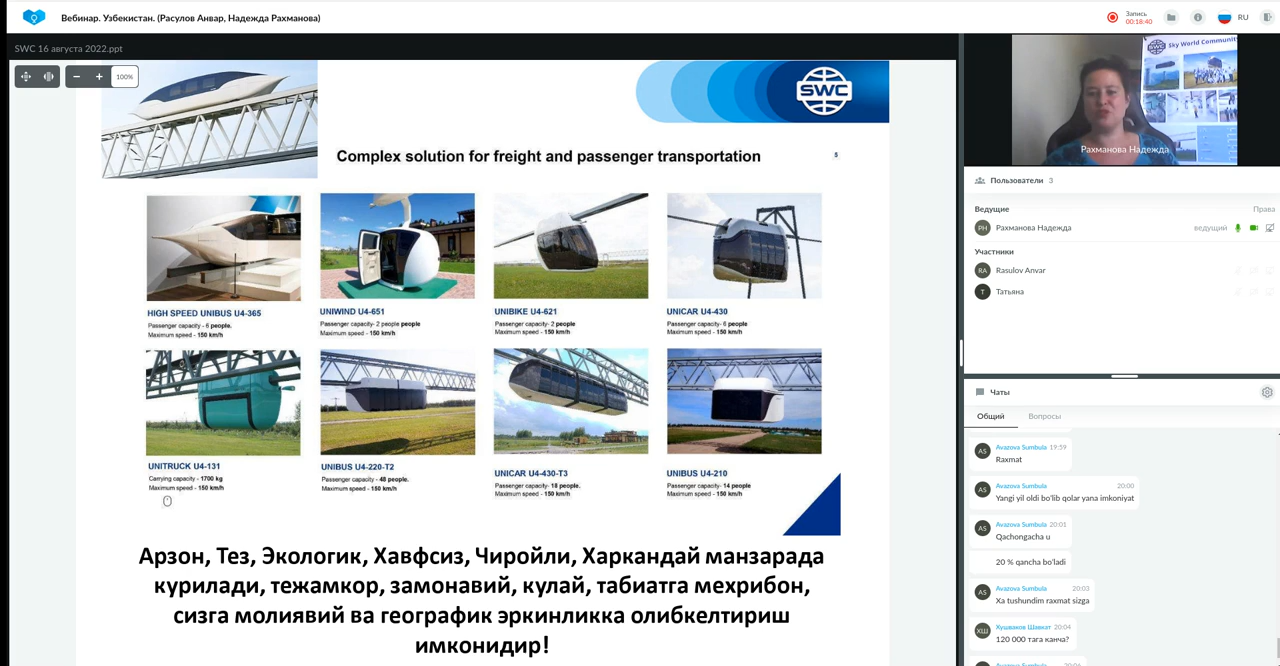 Вебинар. Узбекистан. (Расулов Анвар, Надежда Рахманова)
Запись
00:18:40
RU
SWC 16 августа 2022.ppt
100%
SWC
Complex solution for freight and passenger transportation
5
HIGH SPEED UNIBUS U4-365
Passenger capacity - 6 people.
Maximum speed - 150 km/h
UNIWIND U4-651
Passenger capacity- 2 people people
Maximum speed - 150 km/h
UNIBIKE U4-621
Passenger capacity- 2 people
Maximum speed - 150 km/h
UNICAR U4-430
Passenger capacity - 6 people
Maximum speed - 150 km/h
UNITRUCK U4-131
Carrying capacity - 1700 kg
Maximum speed - 150 km/h
UNIBUS U4-220-T2
Passenger capacity - 48 people.
Maximum speed - 150 km/h
UNICAR U4-430-T3
Passenger capacity - 18 people.
Maximum speed - 150 km/h
UNIBUS U4-210
Passenger capacity - 14 people
Maximum speed - 150 km/h
Арзон, Тез, Экологик, Хавфсиз, Чиройли, Харкандай манзарада
курилади, тежамкор, замонавий, кулай, табиатга мехрибон,
сизга молиявий ва географик эркинликка олибкелтириш
имконидир!
SWC Sky World Community
Рахманова Надежда
Пользователи 3
Ведущие Права
РН Рахманова Надежда ведущий
Участники
RA Rasulov Anvar
Т Татьяна
Чаты
Общий Вопросы
AS Avazova Sumbula 19:59
Raxmat
AS Avazova Sumbula 20:00
Yangi yil oldi bo'lib qolar yana imkoniyat
AS Avazova Sumbula 20:01
Qachongacha u
20 % qancha bo'ladi
AS Avazova Sumbula 20:03
Xa tushundim raxmat sizga
ХШ Хушваков Шавкат 20:04
120 000 тага канча?
Avazova Sumbula